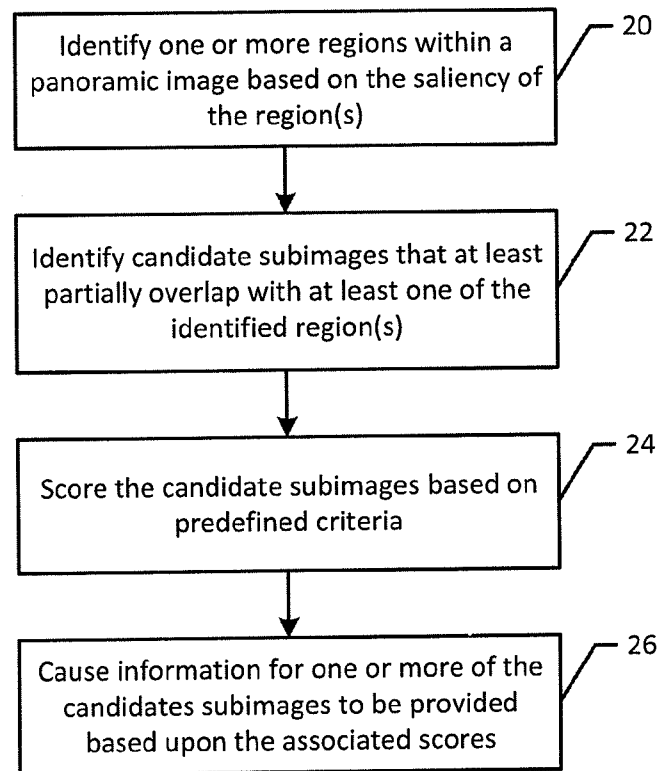 Identify one or more regions within a
panoramic image based on the saliency of
the region(s)
20
Identify candidate subimages that at least
partially overlap with at least one of the
identified region(s)
22
Score the candidate subimages based on
predefined criteria
24
Cause information for one or more of the
candidates subimages to be provided
based upon the associated scores
26